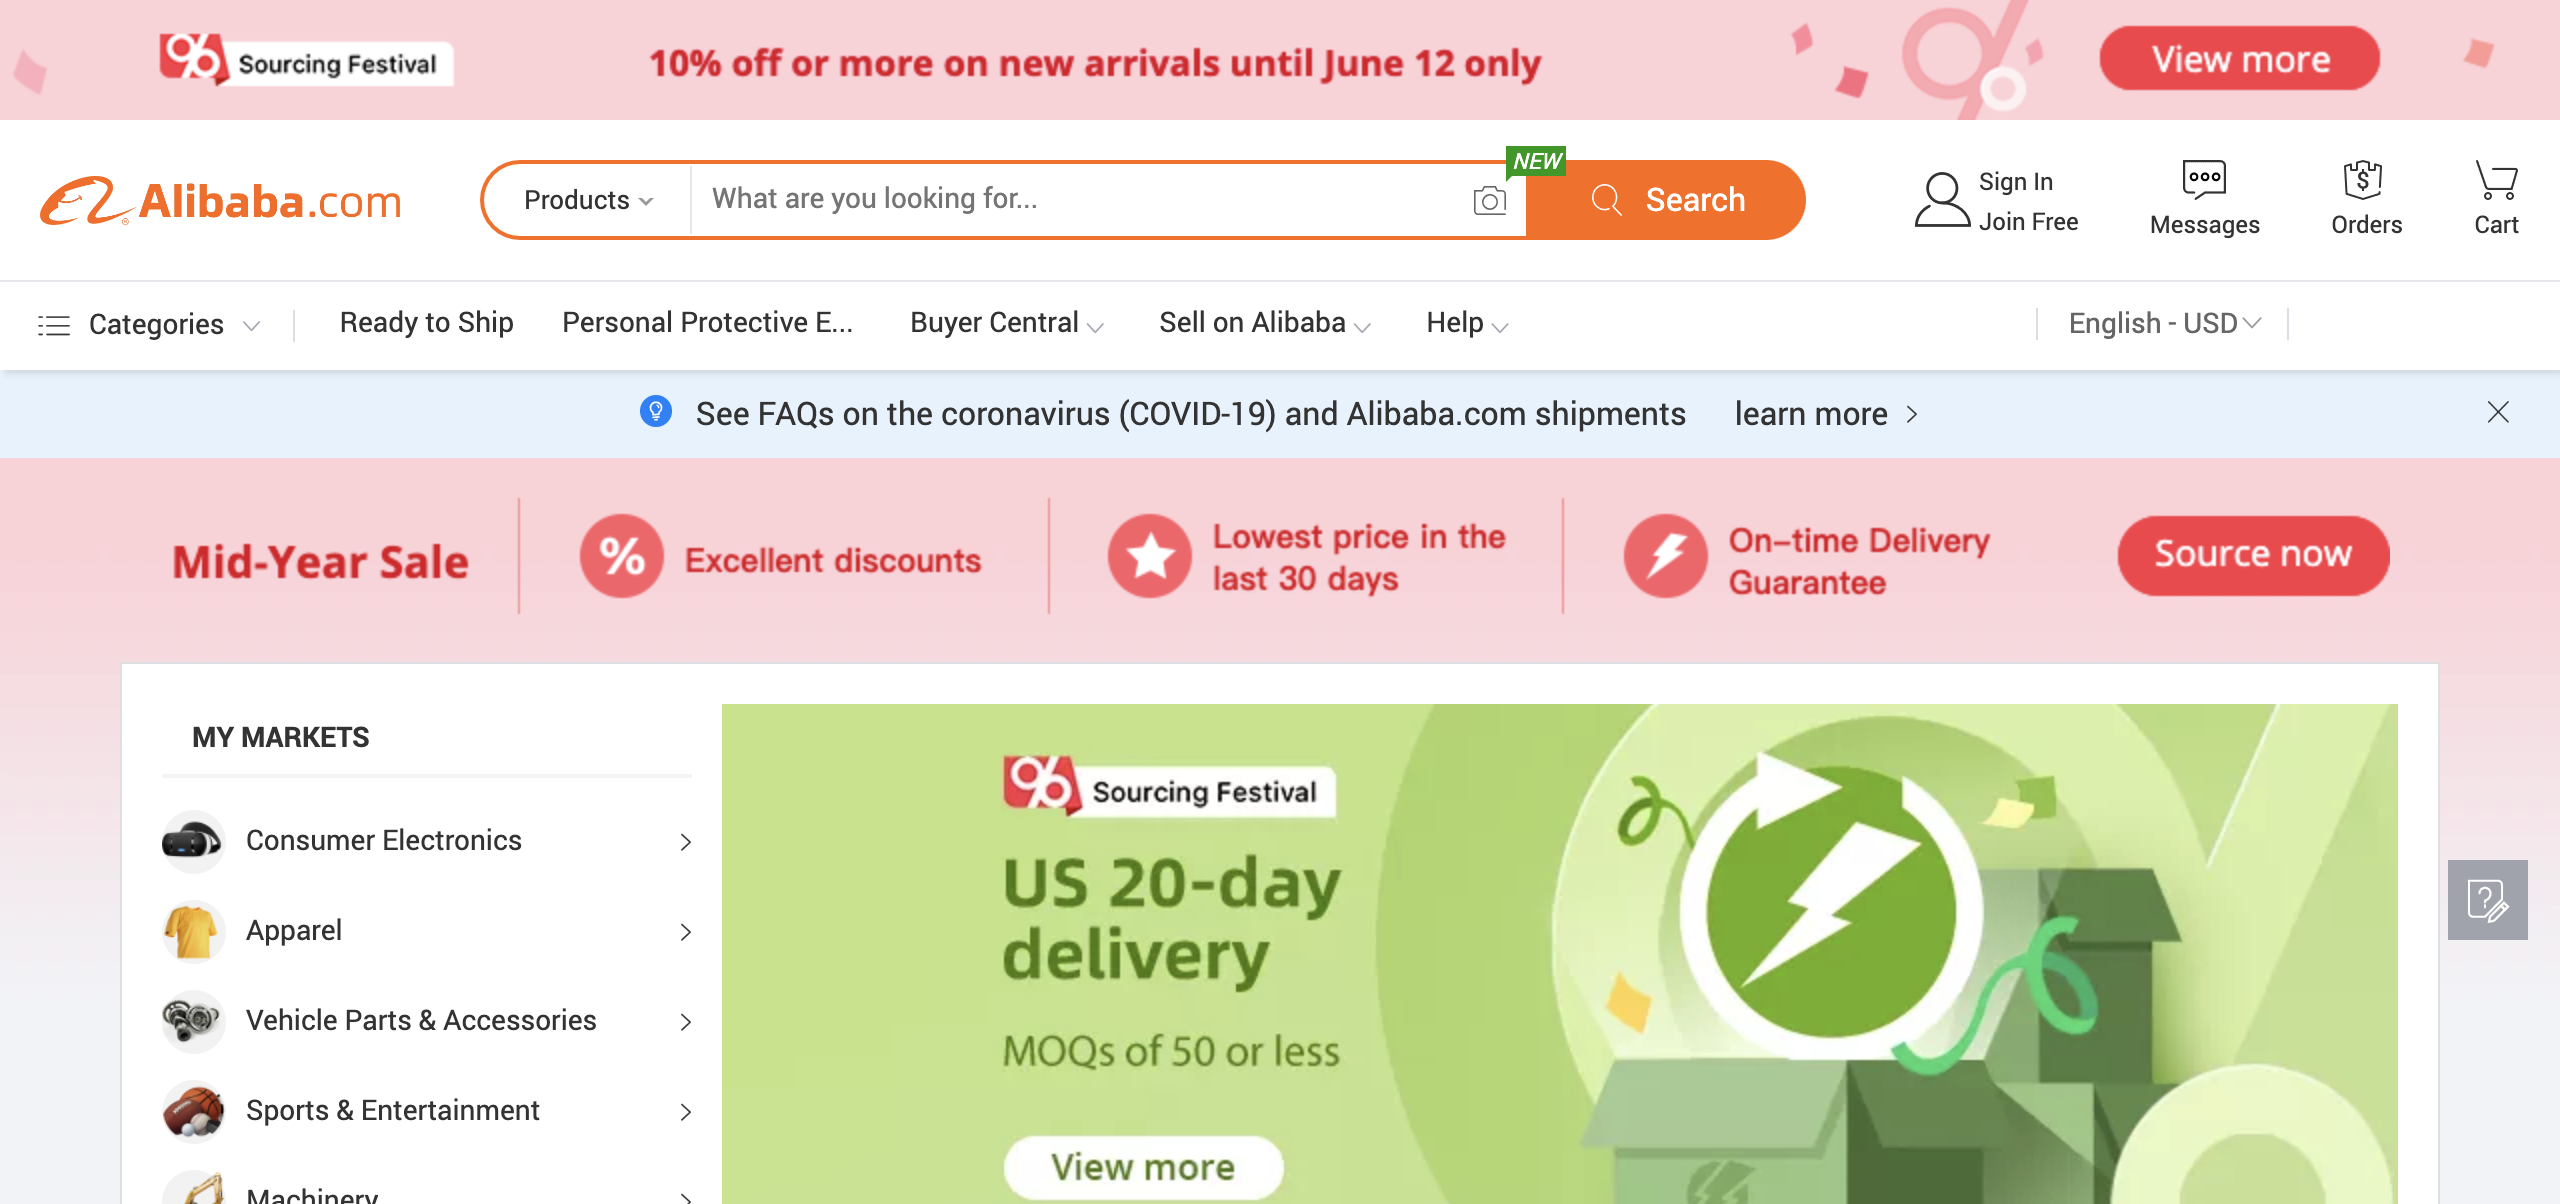 96 Sourcing Festival
10% off or more on new arrivals until June 12 only
View more
Alibaba.com
Products
What are you looking for...
NEW
Search
Sign In
Join Free
Messages
Orders
Cart
Categories
Ready to Ship
Personal Protective E...
Buyer Central
Sell on Alibaba
Help
English - USD
See FAQs on the coronavirus (COVID-19) and Alibaba.com shipments
learn more
Mid-Year Sale
%
Excellent discounts
Lowest price in the
last 30 days
On-time Delivery
Guarantee
Source now
MY MARKETS
Consumer Electronics
Apparel
Vehicle Parts & Accessories
Sports & Entertainment
Machinery
96 Sourcing Festival
US 20-day
delivery
MOQs of 50 or less
View more